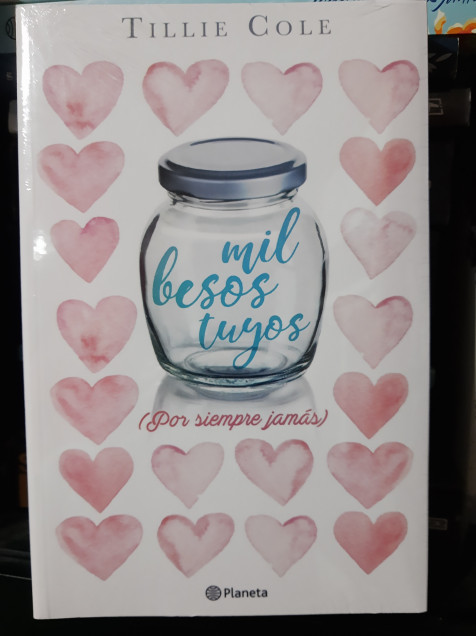 TILLIE COLE
mil
besos
tuyos
(Por siempre jamás)
Planeta